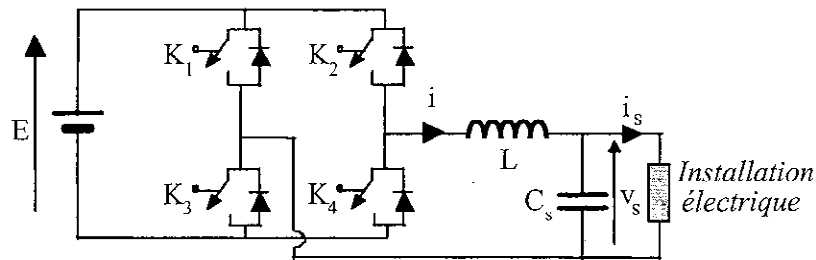 K1
K2
i
is
E
L
Installation
électrique
K3
K4
Cs
vs